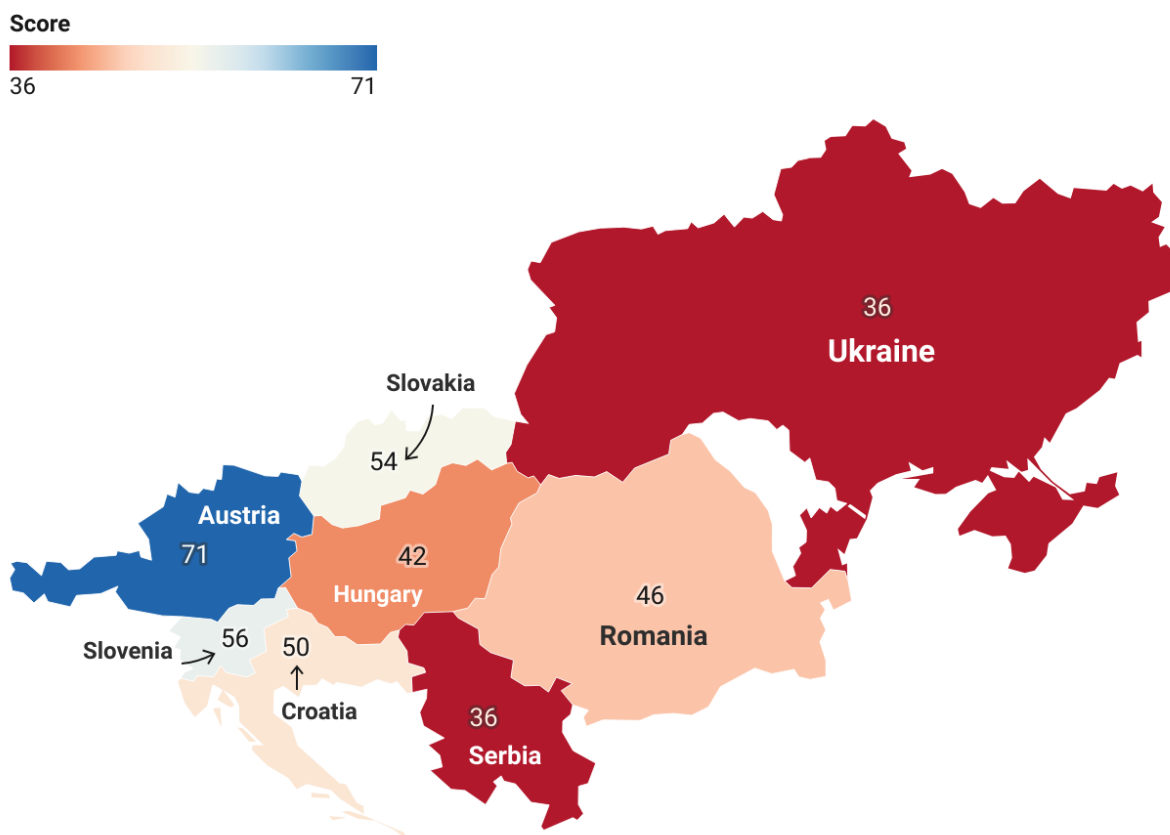 Score
36 71
36
Ukraine
Slovakia
54
Austria
71
42
Hungary
46
Romania
Slovenia
56
50
Croatia
36
Serbia